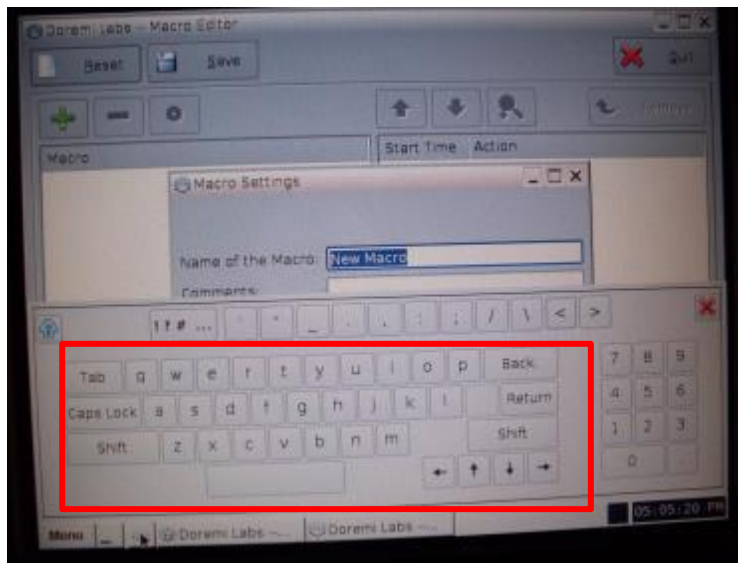 Doremi Labs - Macro Editor
Reset Save Quit
Macro Start Time Action
Macro Settings
Name of the Macro: New Macro
Comments:
! ? # ... ' " _ - , : ; / \ < >
Tab q w e r t y u i o p Back 7 8 9
Caps Lock a s d f g h j k l Return 4 5 6
Shift z x c v b n m Shift 1 2 3
0 .
Menu _ Doremi Labs -... Doremi Labs -... 05:05:20 PM